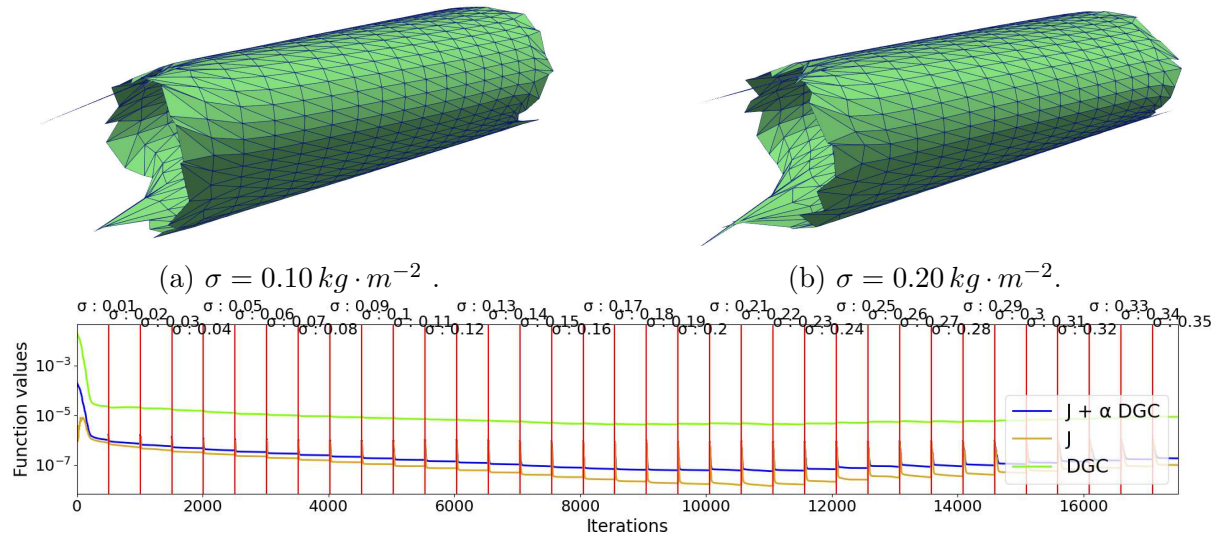 (a) σ = 0.10 kg · m⁻² .
(b) σ = 0.20 kg · m⁻².
σ : 0.01 σ : 0.05 σ : 0.09 σ : 0.13 σ : 0.17 σ : 0.21 σ : 0.25 σ : 0.29 σ : 0.33
σ : 0.02 σ : 0.06 σ : 0.1 σ : 0.14 σ : 0.18 σ : 0.22 σ : 0.26 σ : 0.3 σ : 0.34
σ : 0.03 σ : 0.07 σ : 0.11 σ : 0.15 σ : 0.19 σ : 0.23 σ : 0.27 σ : 0.31 σ : 0.35
σ : 0.04 σ : 0.08 σ : 0.12 σ : 0.16 σ : 0.2 σ : 0.24 σ : 0.28 σ : 0.32
Function values
10⁻³
10⁻⁵
10⁻⁷
J + α DGC
J
DGC
0 2000 4000 6000 8000 10000 12000 14000 16000
Iterations